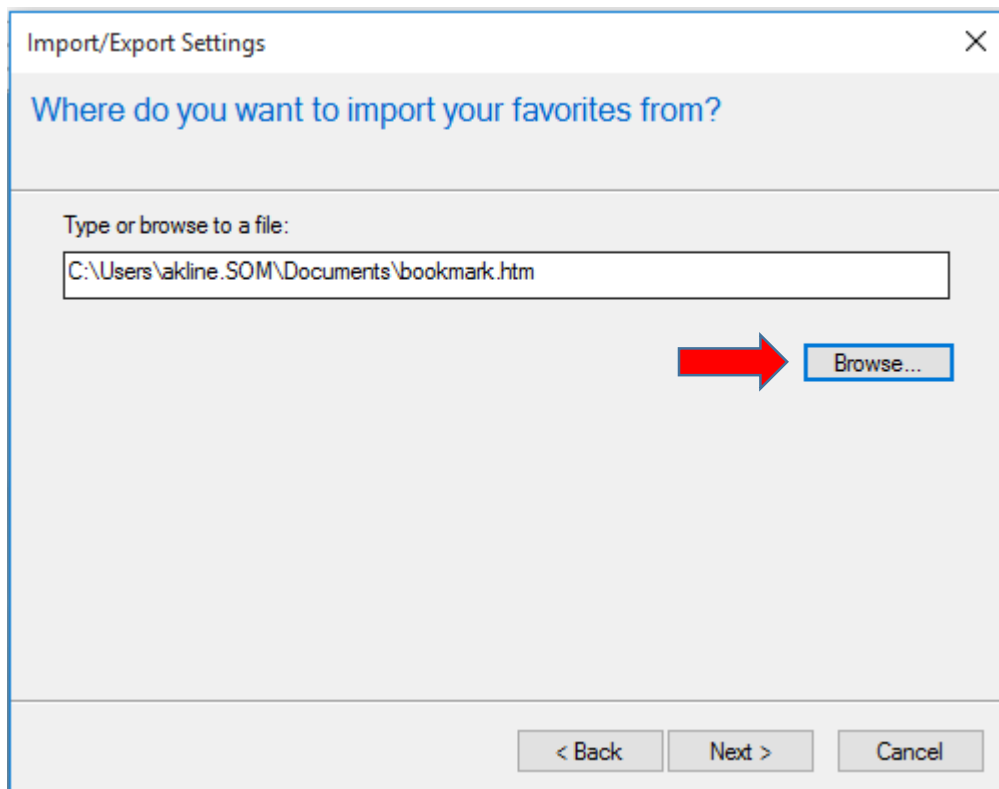 Import/Export Settings
Where do you want to import your favorites from?
Type or browse to a file:
C:\Users\akline.SOM\Documents\bookmark.htm
Browse...
< Back Next > Cancel